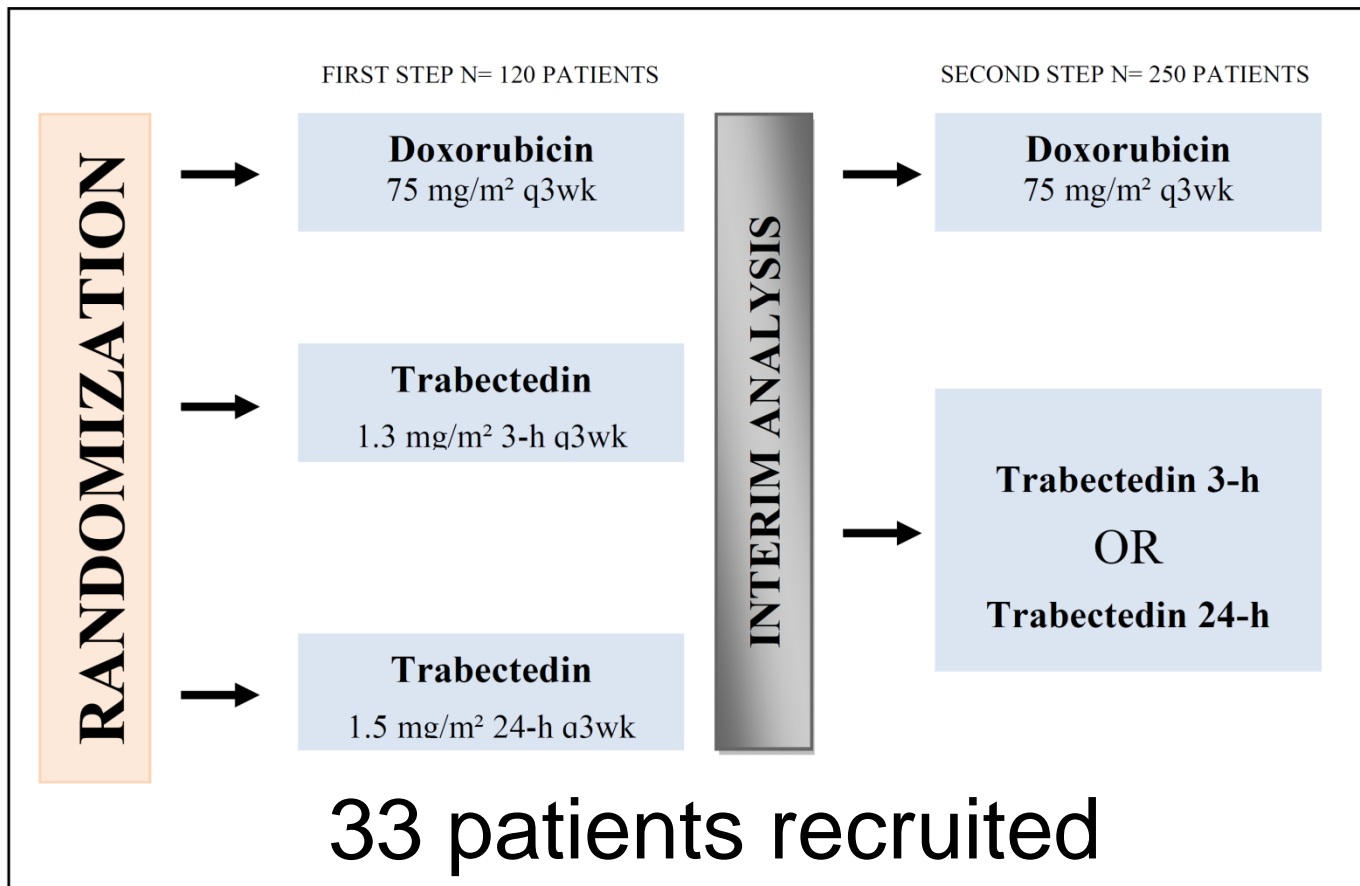 FIRST STEP N= 120 PATIENTS
SECOND STEP N= 250 PATIENTS
RANDOMIZATION
Doxorubicin
75 mg/m² q3wk
Trabectedin
1.3 mg/m² 3-h q3wk
Trabectedin
1.5 mg/m² 24-h q3wk
INTERIM ANALYSIS
Doxorubicin
75 mg/m² q3wk
Trabectedin 3-h
OR
Trabectedin 24-h
33 patients recruited